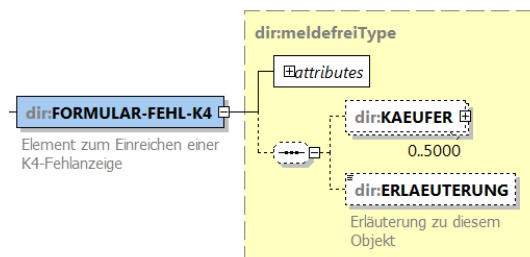 dir:meldefreiType
attributes
dir:FORMULAR-FEHL-K4
Element zum Einreichen einer
K4-Fehlanzeige
dir:KAEUFER
0..5000
dir:ERLAEUTERUNG
Erläuterung zu diesem
Objekt